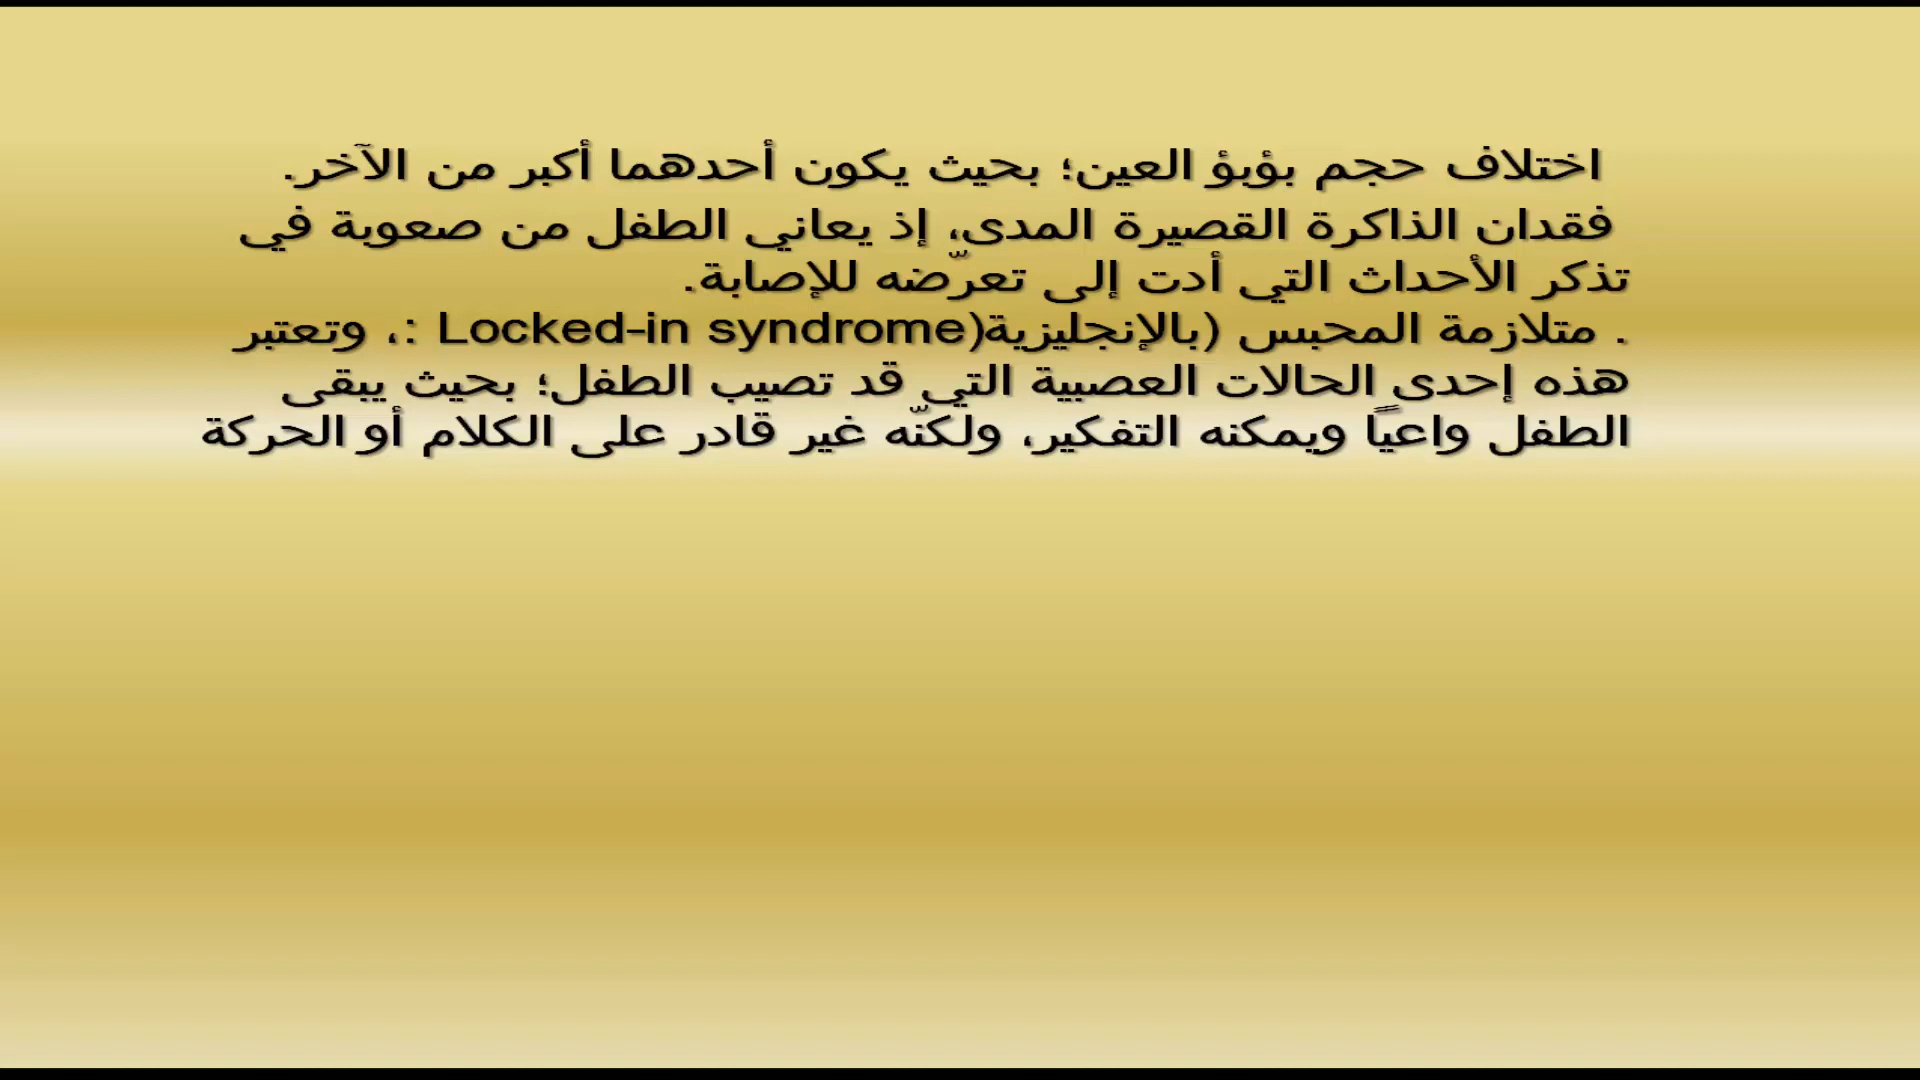 اختلاف حجم بؤبؤ العين؛ بحيث يكون أحدهما أكبر من الآخر.
فقدان الذاكرة القصيرة المدى، إذ يعاني الطفل من صعوبة في
تذكر الأحداث التي أدت إلى تعرّضه للإصابة.
. متلازمة المحبس (بالإنجليزية(Locked-in syndrome :، وتعتبر
هذه إحدى الحالات العصبية التي قد تصيب الطفل؛ بحيث يبقى
الطفل واعيًا ويمكنه التفكير، ولكنّه غير قادر على الكلام أو الحركة